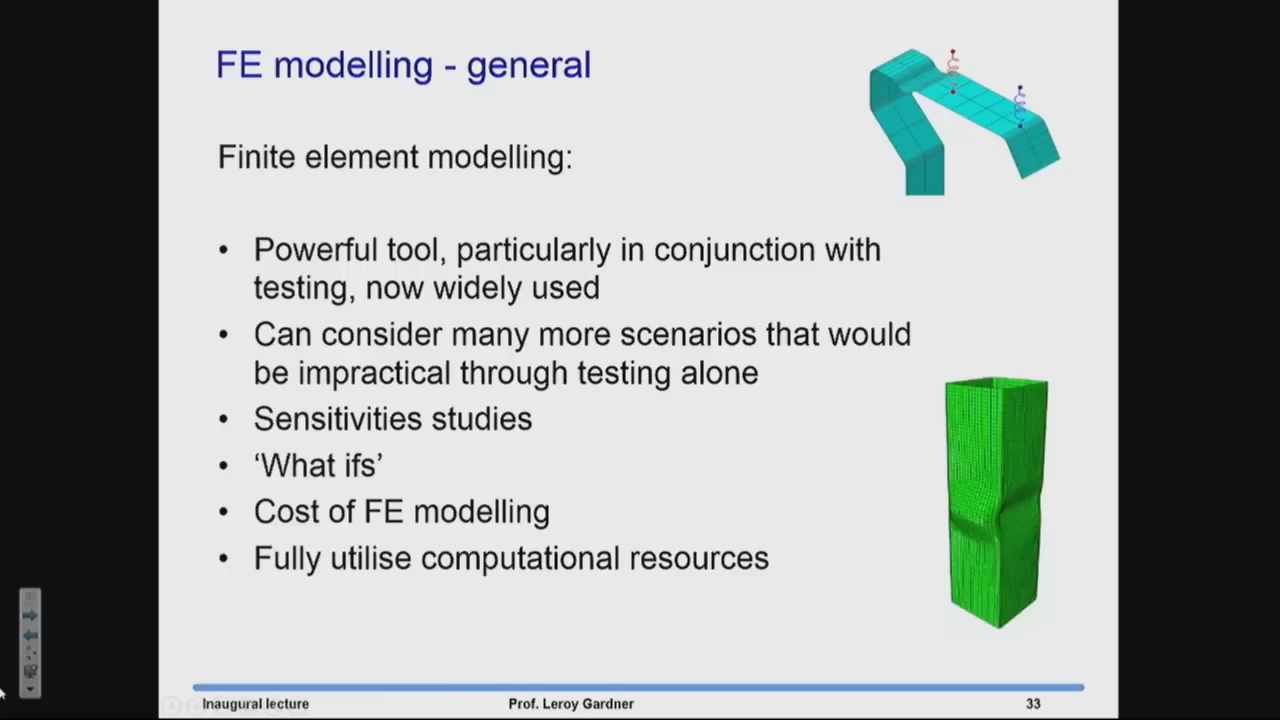 FE modelling - general
Finite element modelling:
• Powerful tool, particularly in conjunction with
testing, now widely used
• Can consider many more scenarios that would
be impractical through testing alone
• Sensitivities studies
• ‘What ifs’
• Cost of FE modelling
• Fully utilise computational resources
Inaugural lecture Prof. Leroy Gardner 33